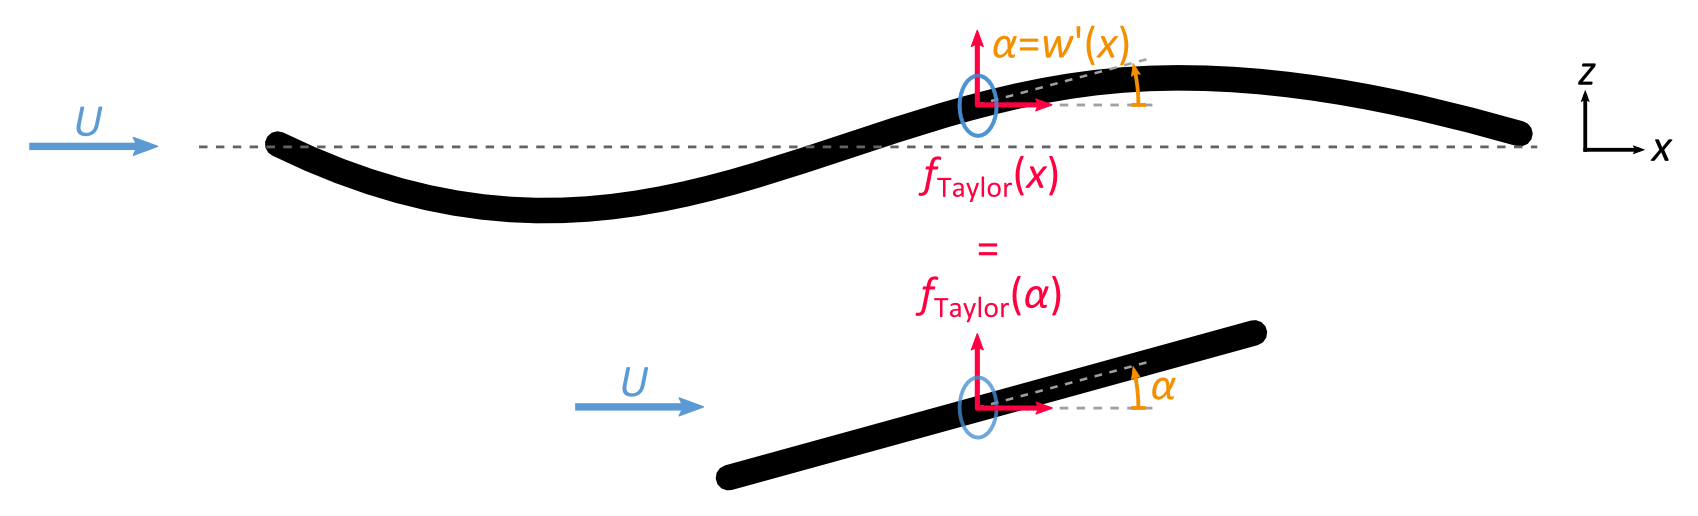 α=w'(x)
z
U
x
f_Taylor(x)
=
f_Taylor(α)
U
α